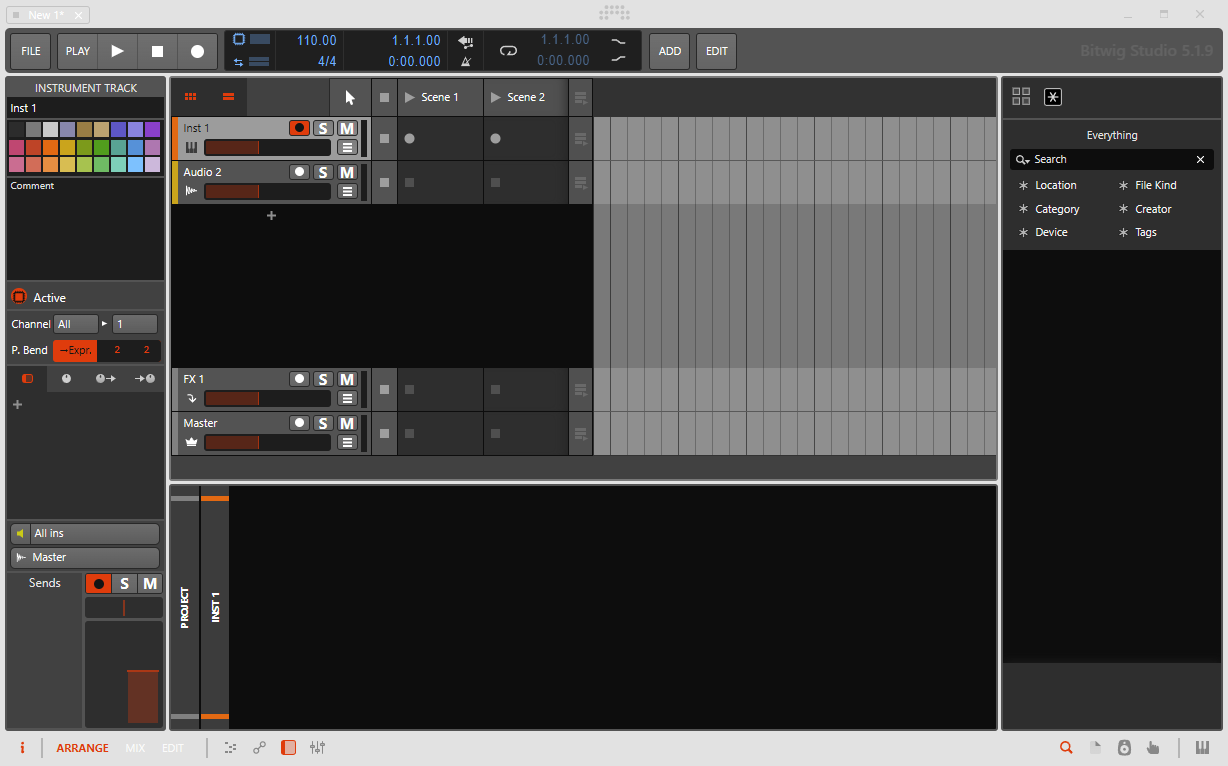 New 1*
FILE
PLAY
110.00
4/4
1.1.1.00
0:00.000
1.1.1.00
0:00.000
ADD
EDIT
Bitwig Studio 5.1.9
INSTRUMENT TRACK
Inst 1
Comment
Active
Channel All 1
P. Bend →Expr. 2 2
All ins
Master
Sends
S M
Scene 1
Scene 2
Inst 1 S M
Audio 2 S M
FX 1 S M
Master S M
PROJECT
INST 1
Everything
Search
Location
File Kind
Category
Creator
Device
Tags
i
ARRANGE
MIX
EDIT